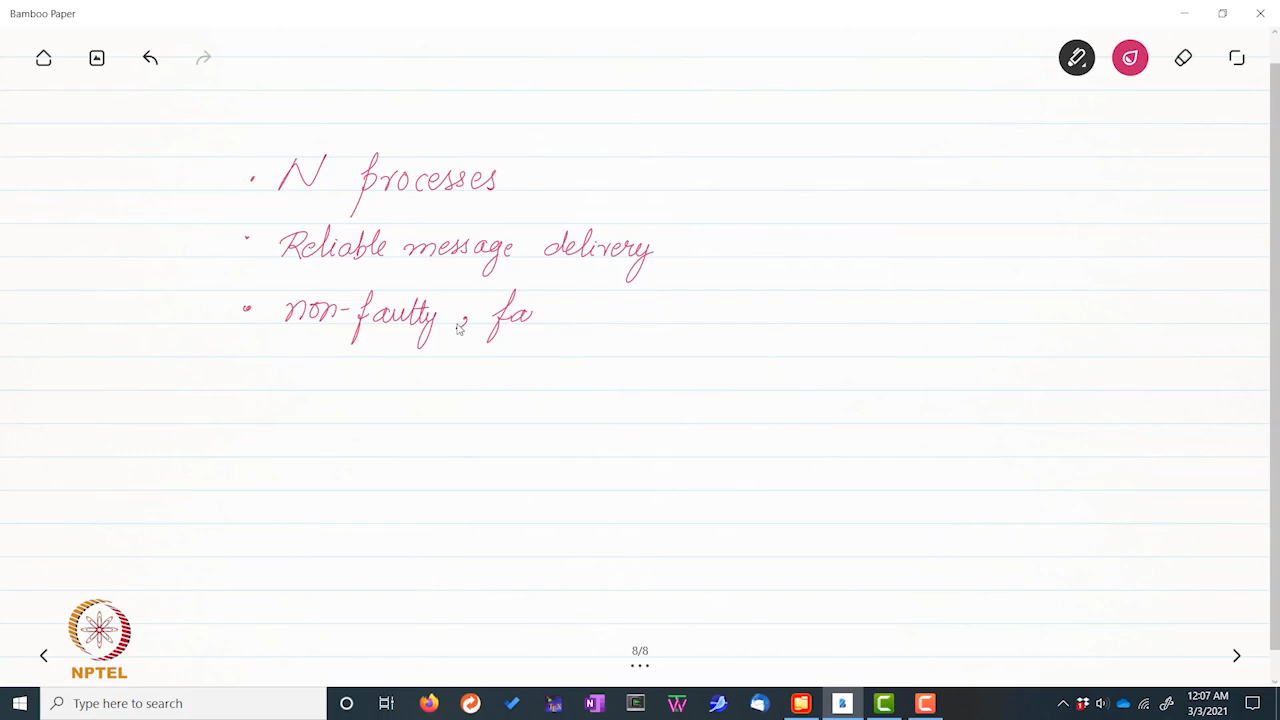 Bamboo Paper
· N processes
· Reliable message delivery
· non-faulty, fa
8/8
NPTEL
Type here to search
12:07 AM
3/3/2021